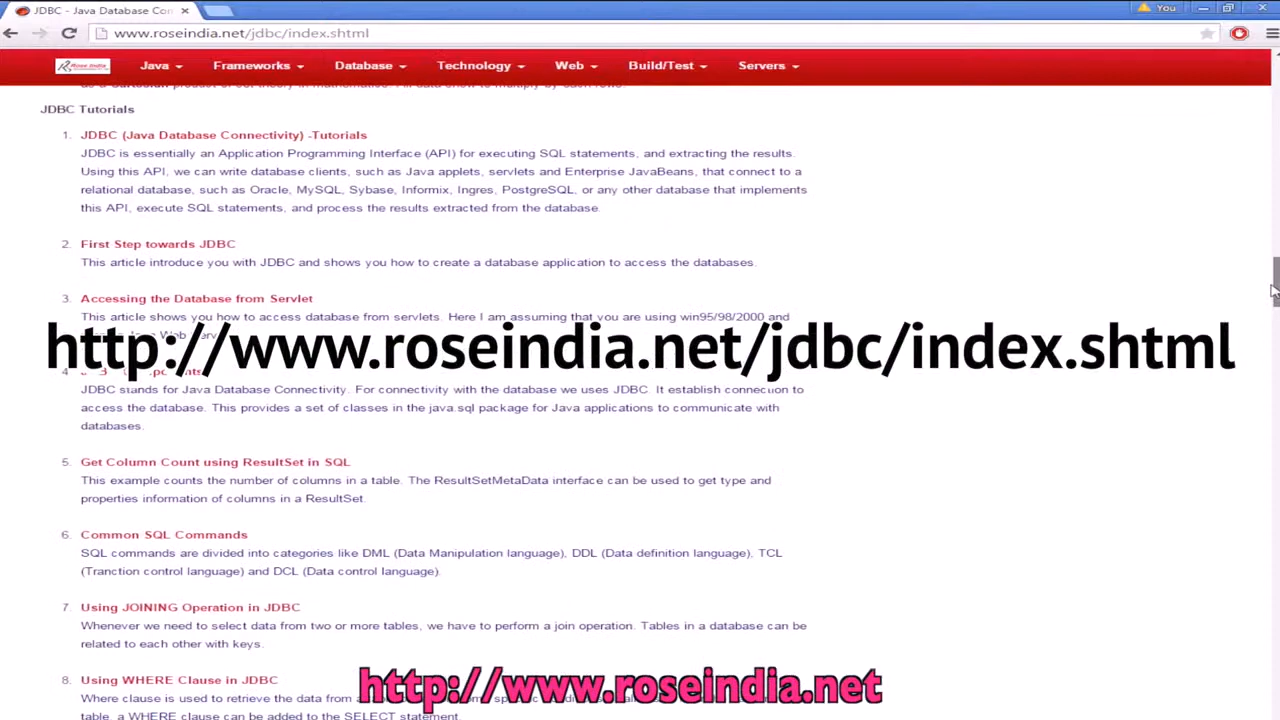 JDBC - Java Database Con
You
www.roseindia.net/jdbc/index.shtml
Rose India
Java Frameworks Database Technology Web Build/Test Servers
JDBC Tutorials
1. JDBC (Java Database Connectivity) -Tutorials
JDBC is essentially an Application Programming Interface (API) for executing SQL statements, and extracting the results.
Using this API, we can write database clients, such as Java applets, servlets and Enterprise JavaBeans, that connect to a
relational database, such as Oracle, MySQL, Sybase, Informix, Ingres, PostgreSQL, or any other database that implements
this API, execute SQL statements, and process the results extracted from the database.
2. First Step towards JDBC
This article introduce you with JDBC and shows you how to create a database application to access the databases.
3. Accessing the Database from Servlet
This article shows you how to access database from servlets. Here I am assuming that you are using win95/98/2000 and
http://www.roseindia.net/jdbc/index.shtml
4.
JDBC stands for Java Database Connectivity. For connectivity with the database we uses JDBC. It establish connection to
access the database. This provides a set of classes in the java.sql package for Java applications to communicate with
databases.
5. Get Column Count using ResultSet in SQL
This example counts the number of columns in a table. The ResultSetMetaData interface can be used to get type and
properties information of columns in a ResultSet.
6. Common SQL Commands
SQL commands are divided into categories like DML (Data Manipulation language), DDL (Data definition language), TCL
(Tranction control language) and DCL (Data control language).
7. Using JOINING Operation in JDBC
Whenever we need to select data from two or more tables, we have to perform a join operation. Tables in a database can be
related to each other with keys.
8. Using WHERE Clause in JDBC
Where clause is used to retrieve the data from a
http://www.roseindia.net
table, a WHERE clause can be added to the SELECT statement.